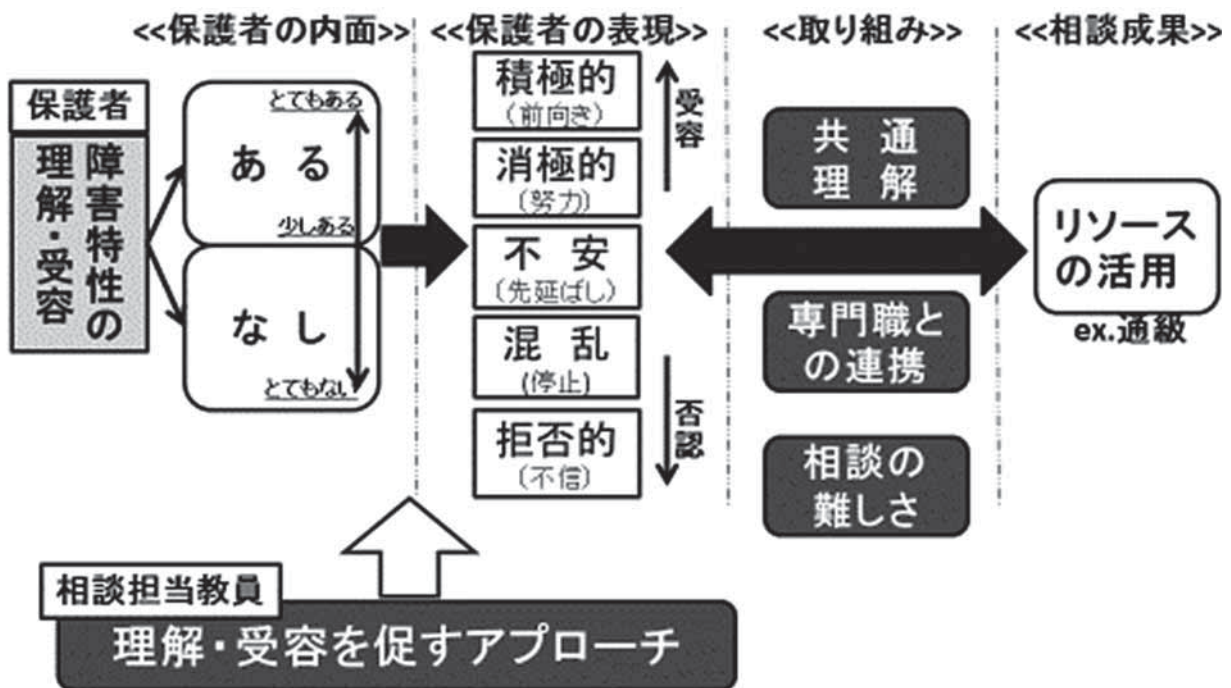 <<保護者の内面>>
<<保護者の表現>>
<<取り組み>>
<<相談成果>>
保護者
障害特性の
理解・受容
とてもある
ある
少しある
なし
とてもない
積極的
(前向き)
消極的
(努力)
不安
(先延ばし)
混乱
(停止)
拒否的
(不信)
受容
否認
共通
理解
専門職と
の連携
相談の
難しさ
リソース
の活用
ex.通級
相談担当教員
理解・受容を促すアプローチ